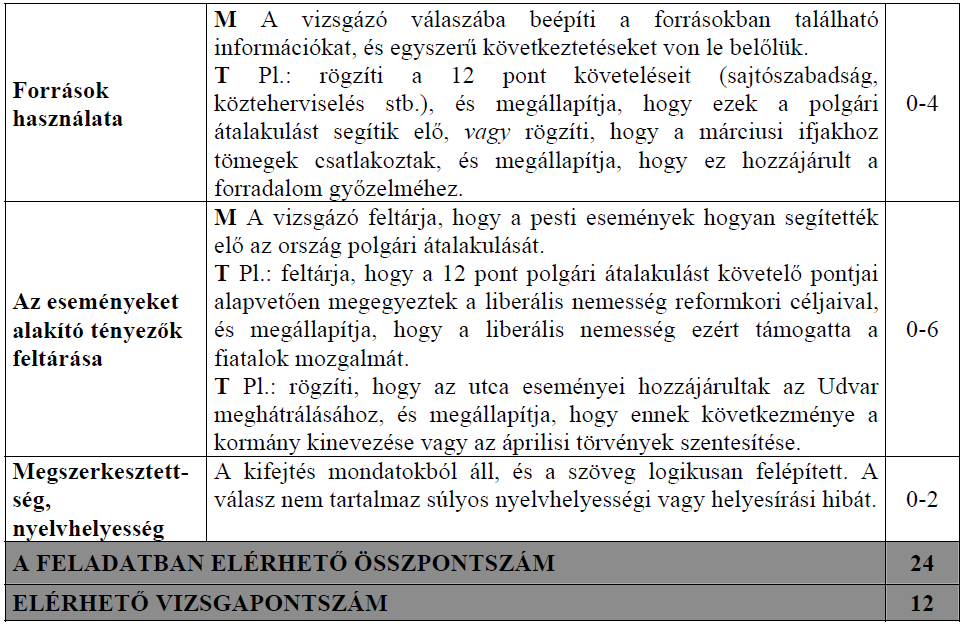 M A vizsgázó válaszába beépíti a forrásokban található
információkat, és egyszerű következtetéseket von le belőlük.
Források
használata
T Pl.: rögzíti a 12 pont követeléseit (sajtószabadság,
közteherviselés stb.), és megállapítja, hogy ezek a polgári
átalakulást segítik elő, vagy rögzíti, hogy a márciusi ifjakhoz
tömegek csatlakoztak, és megállapítja, hogy ez hozzájárult a
forradalom győzelméhez.
0-4
M A vizsgázó feltárja, hogy a pesti események hogyan segítették
elő az ország polgári átalakulását.
Az eseményeket
alakító tényezők
feltárása
T Pl.: feltárja, hogy a 12 pont polgári átalakulást követelő pontjai
alapvetően megegyeztek a liberális nemesség reformkori céljaival,
és megállapítja, hogy a liberális nemesség ezért támogatta a
fiatalok mozgalmát.
T Pl.: rögzíti, hogy az utca eseményei hozzájárultak az Udvar
meghátrálásához, és megállapítja, hogy ennek következménye a
kormány kinevezése vagy az áprilisi törvények szentesítése.
0-6
Megszerkesztett-
ség,
nyelvhelyesség
A kifejtés mondatokból áll, és a szöveg logikusan felépített. A
válasz nem tartalmaz súlyos nyelvhelyességi vagy helyesírási hibát.
0-2
A FELADATBAN ELÉRHETŐ ÖSSZPONTSZÁM 24
ELÉRHETŐ VIZSGAPONTSZÁM 12